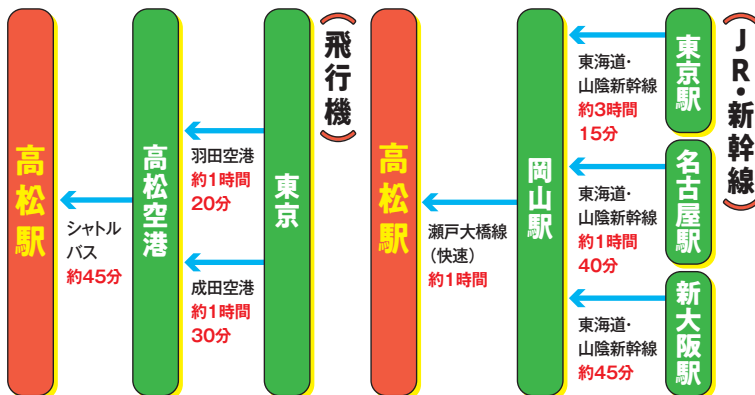 （JR・新幹線）
東京駅
東海道・
山陰新幹線
約3時間
15分
名古屋駅
東海道・
山陰新幹線
約1時間
40分
新大阪駅
東海道・
山陰新幹線
約45分
岡山駅
瀬戸大橋線
（快速）
約1時間
高松駅
（飛行機）
東京
羽田空港
約1時間
20分
成田空港
約1時間
30分
高松空港
シャトル
バス
約45分
高松駅